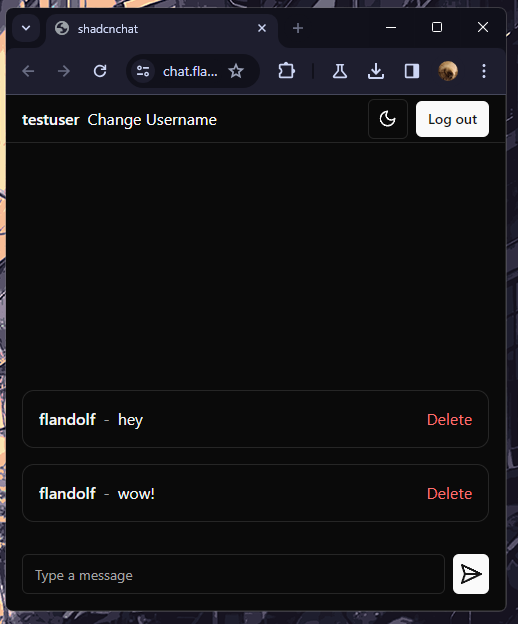 shadcnchat
chat.fla...
testuser Change Username
Log out
flandolf - hey
Delete
flandolf - wow!
Delete
Type a message